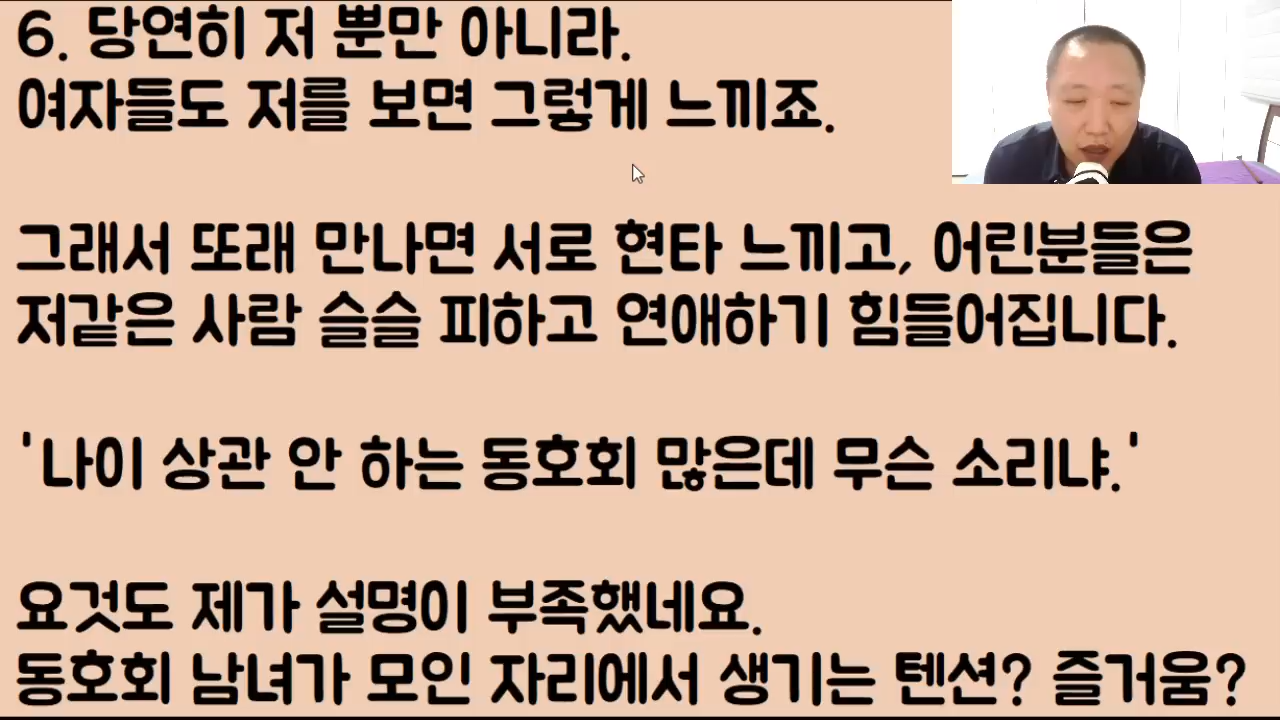 6. 당연히 저 뿐만 아니라.
여자들도 저를 보면 그렇게 느끼죠.
그래서 또래 만나면 서로 현타 느끼고, 어린분들은
저같은 사람 슬슬 피하고 연애하기 힘들어집니다.
'나이 상관 안 하는 동호회 많은데 무슨 소리냐.'
요것도 제가 설명이 부족했네요.
동호회 남녀가 모인 자리에서 생기는 텐션? 즐거움?